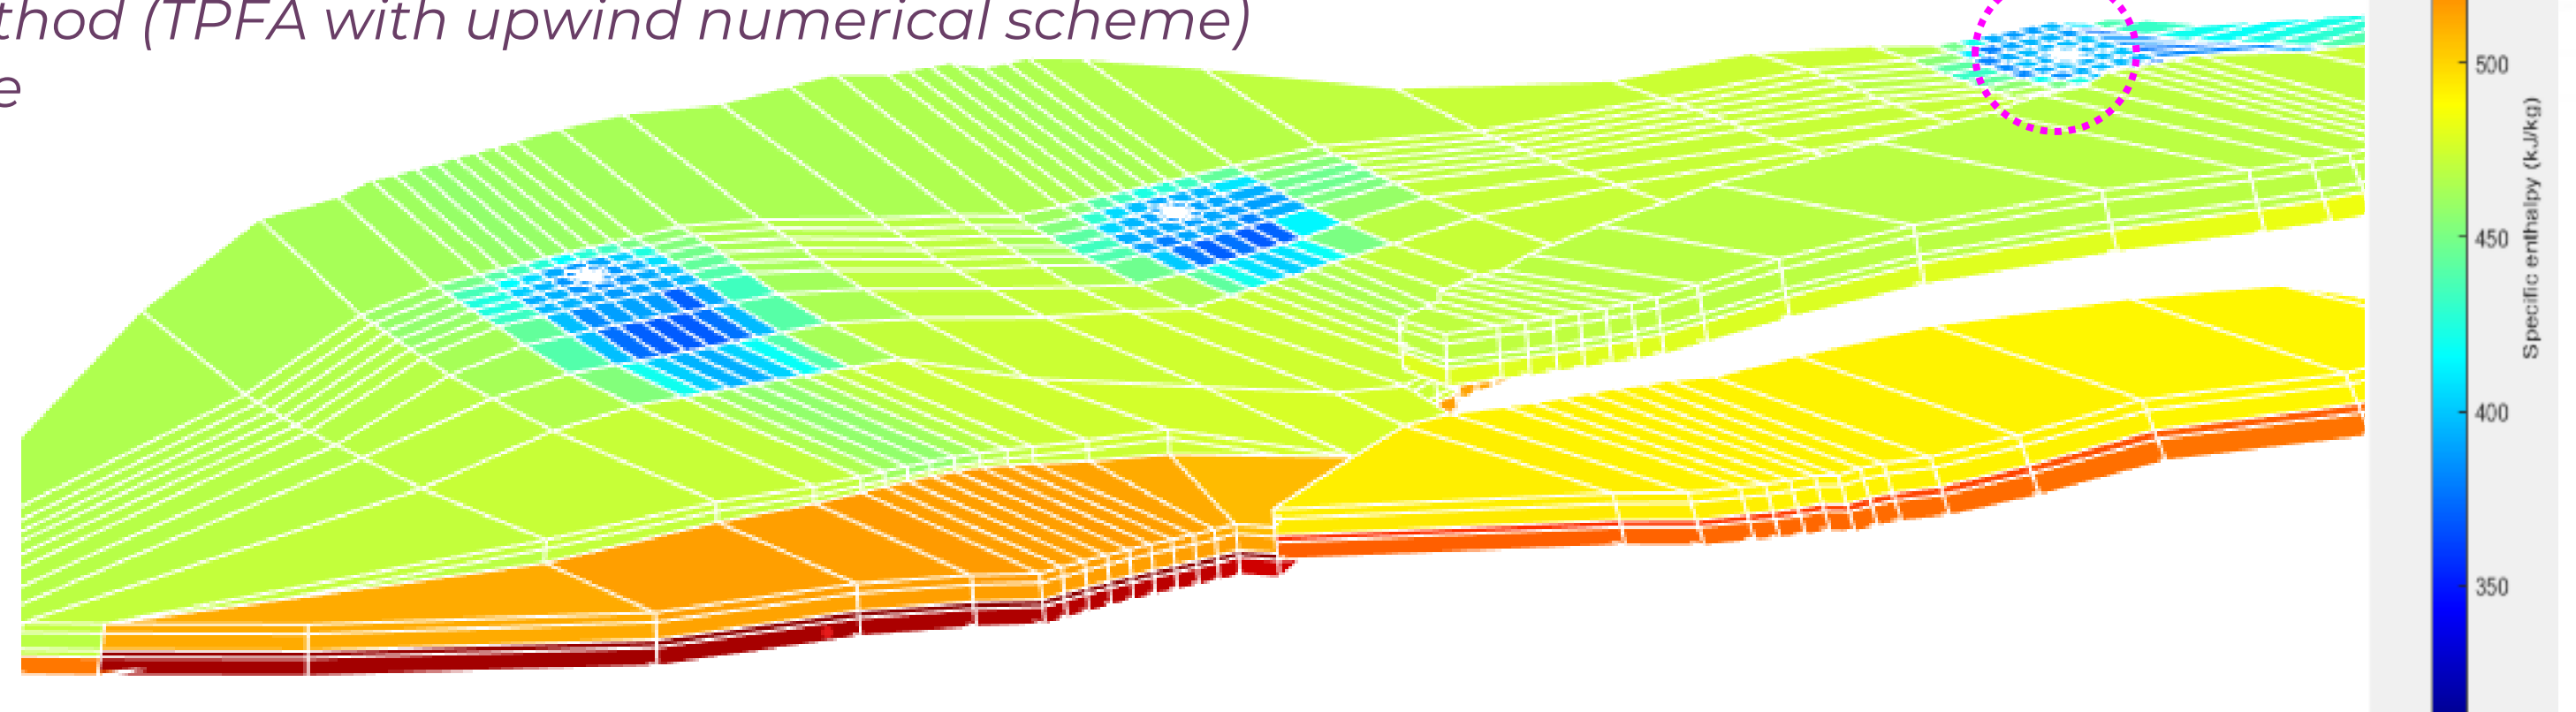 thod (TPFA with upwind numerical scheme)
e
500
450
400
350
Specific enthalpy (kJ/kg)